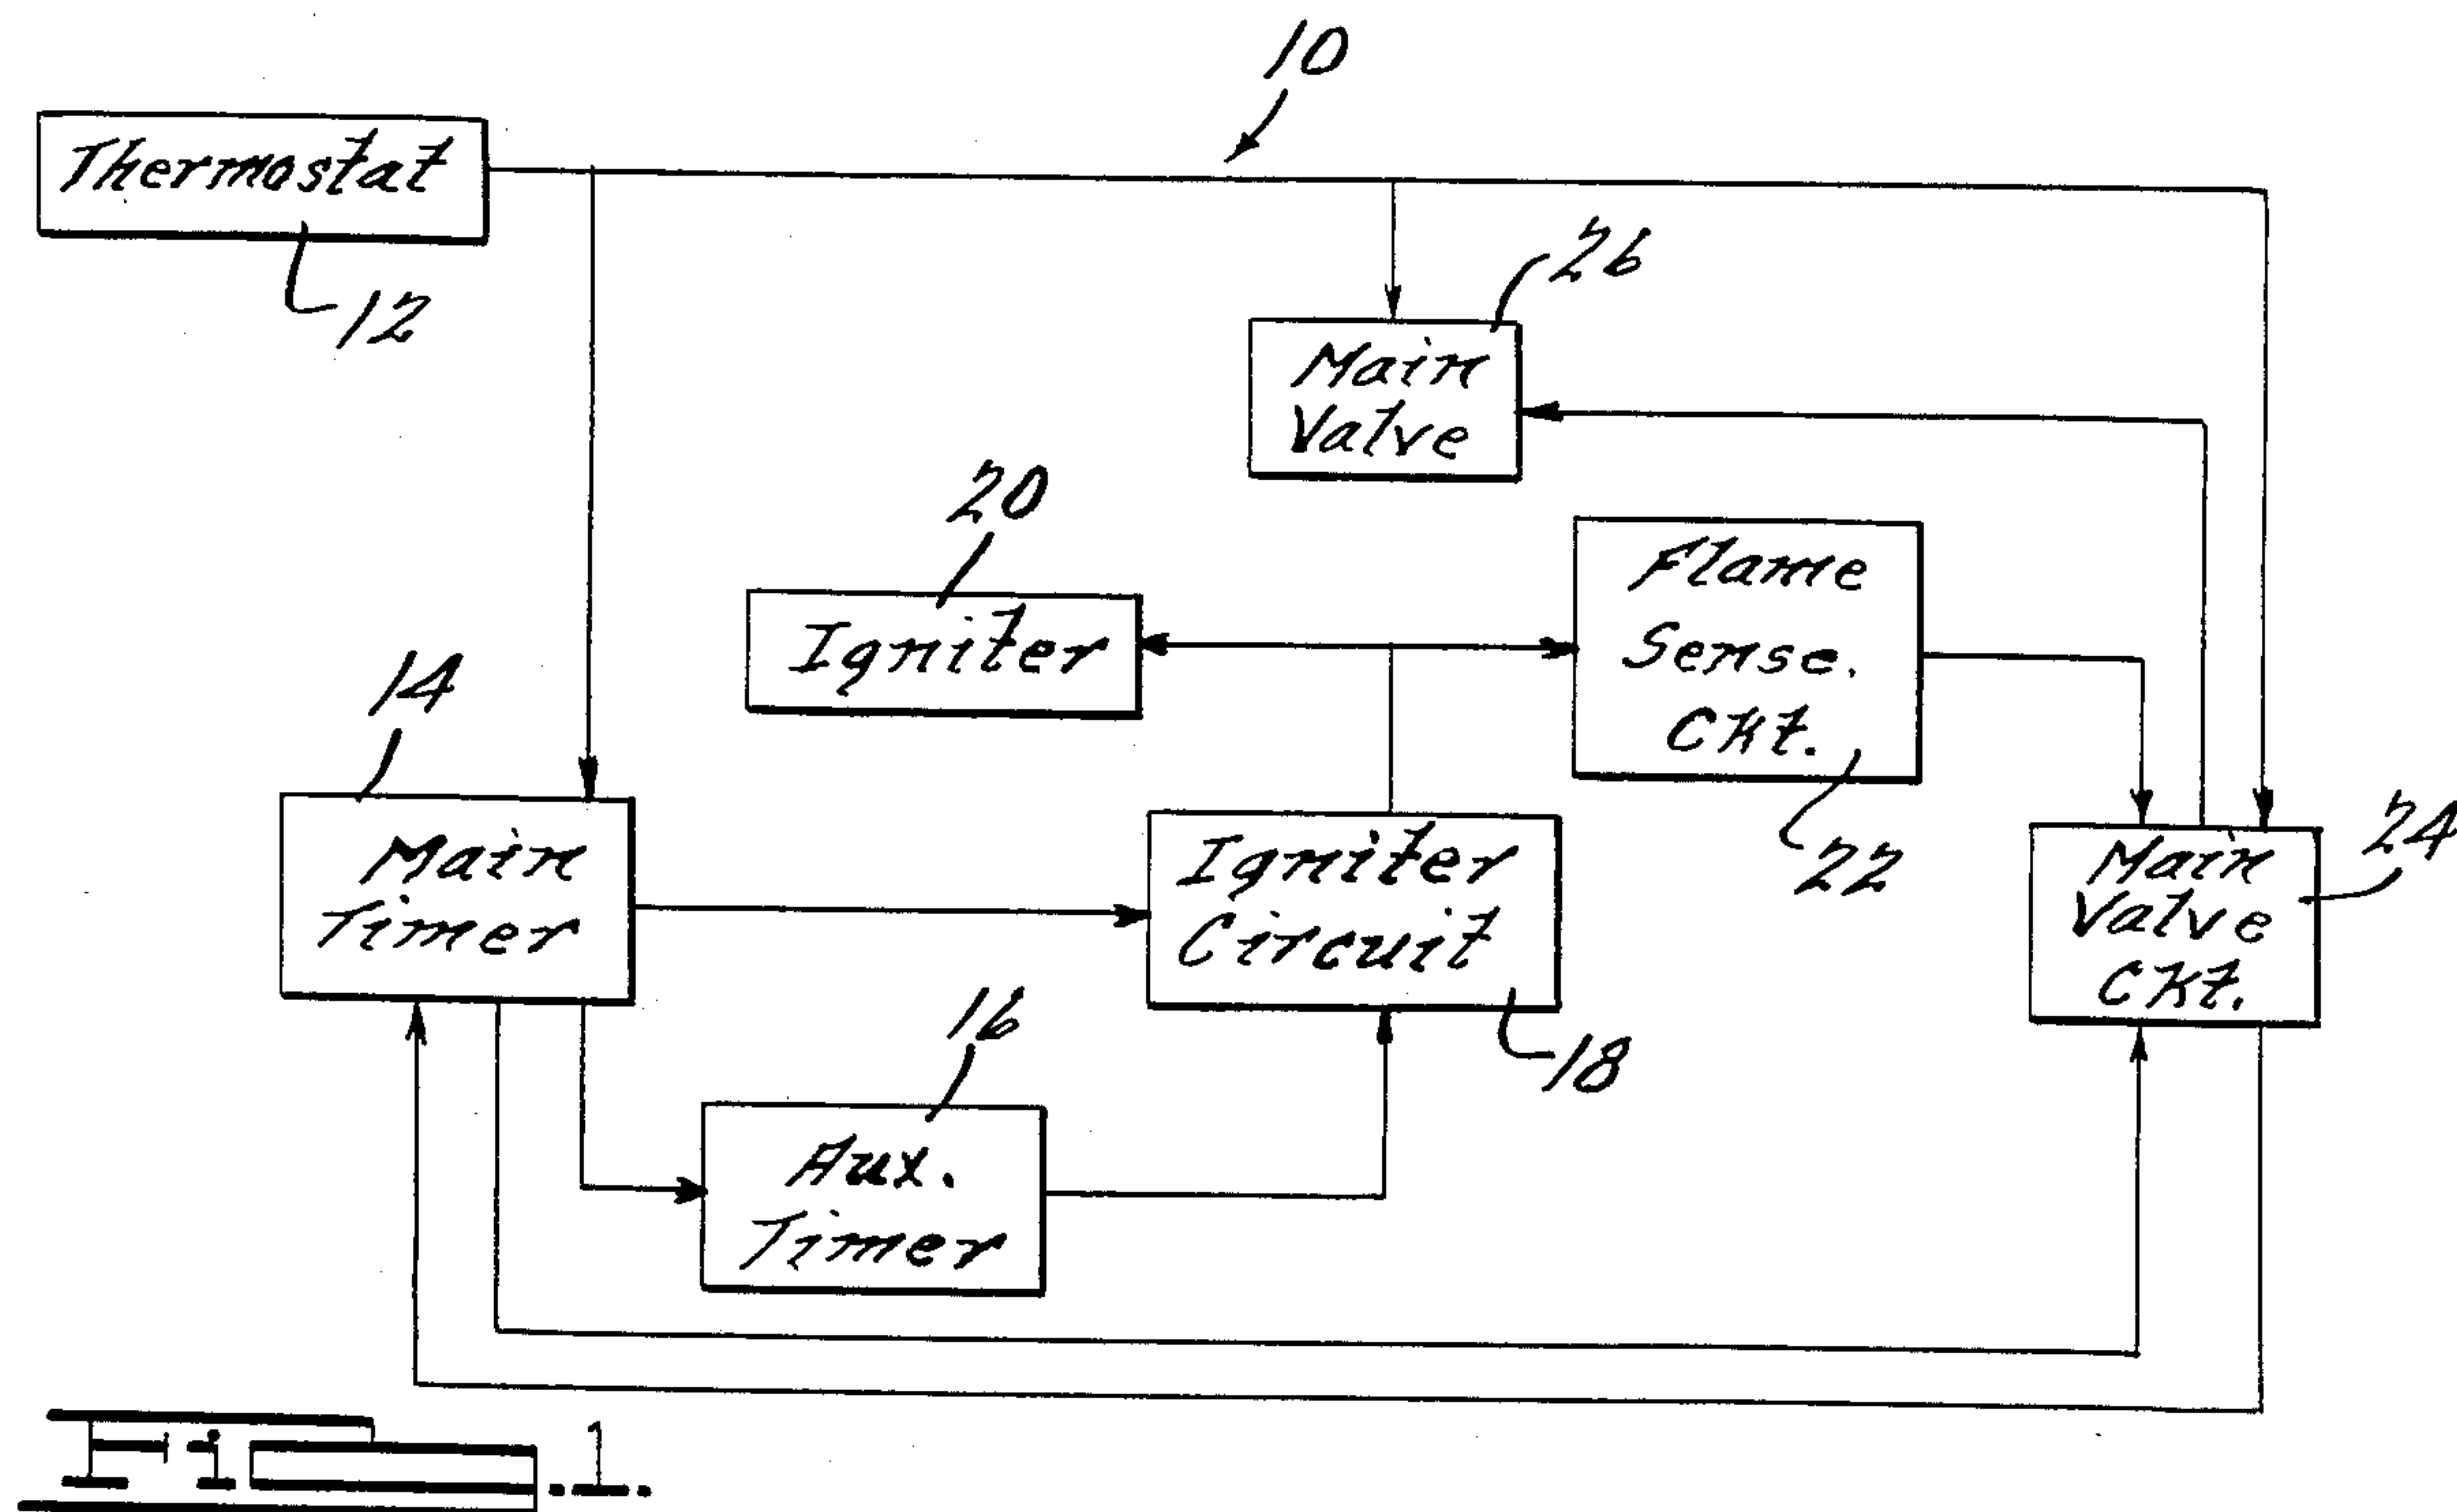 10
Thermostat
12
26
Main
Valve
20
Igniter
Flame
Sense.
Ckt.
22
14
Main
Timer
Igniter
Circuit
18
24
Main
Valve
Ckt.
16
Aux.
Timer
Fig.1.